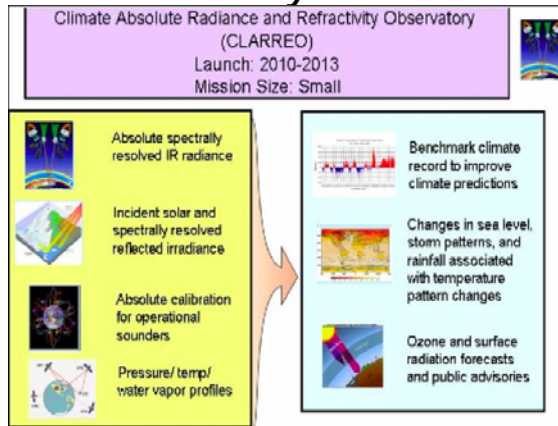 Climate Absolute Radiance and Refractivity Observatory
(CLARREO)
Launch: 2010-2013
Mission Size: Small
Absolute spectrally
resolved IR radiance
Incident solar and
spectrally resolved
reflected irradiance
Absolute calibration
for operational
sounders
Pressure/ temp/
water vapor profiles
Benchmark climate
record to improve
climate predictions
Changes in sea level,
storm patterns, and
rainfall associated
with temperature
pattern changes
Ozone and surface
radiation forecasts
and public advisories